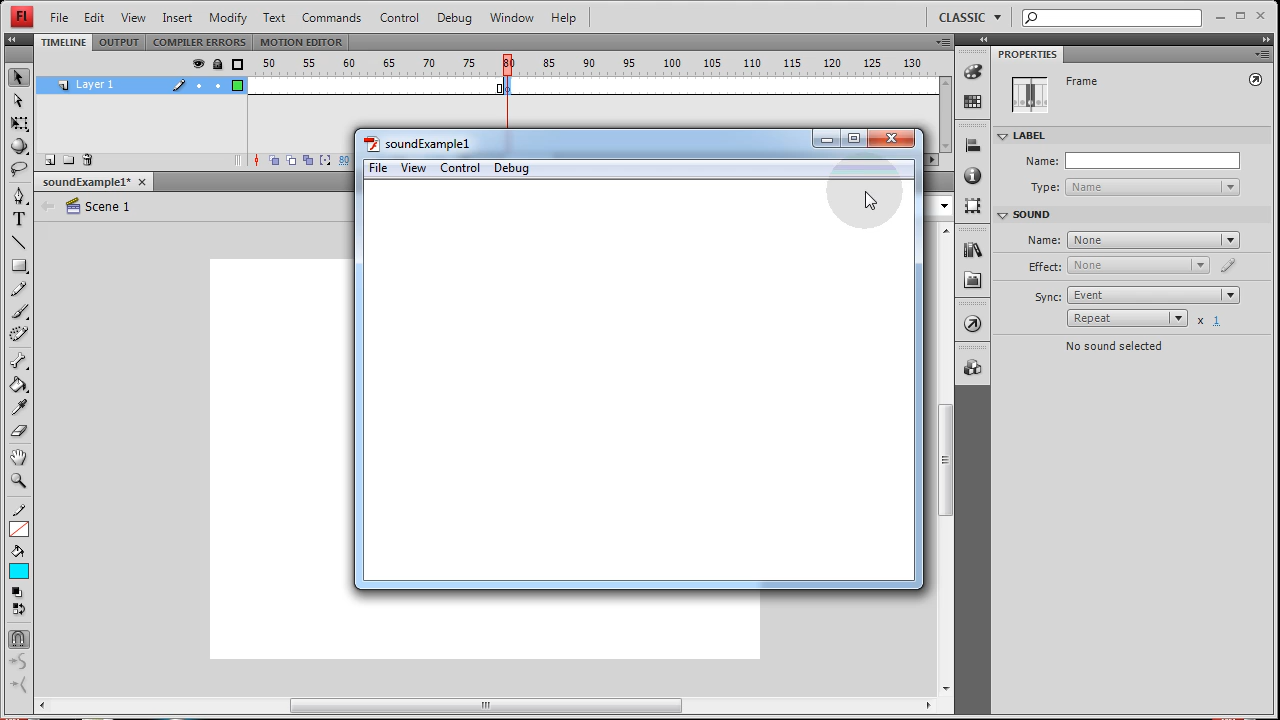 Fl File Edit View Insert Modify Text Commands Control Debug Window Help CLASSIC
TIMELINE OUTPUT COMPILER ERRORS MOTION EDITOR
PROPERTIES
50 55 60 65 70 75 80 85 90 95 100 105 110 115 120 125 130
Layer 1
Frame
LABEL
Name:
Type: Name
SOUND
Name: None
Effect: None
Sync: Event
Repeat x 1
No sound selected
80
soundExample1* ×
Scene 1
soundExample1
File View Control Debug
T